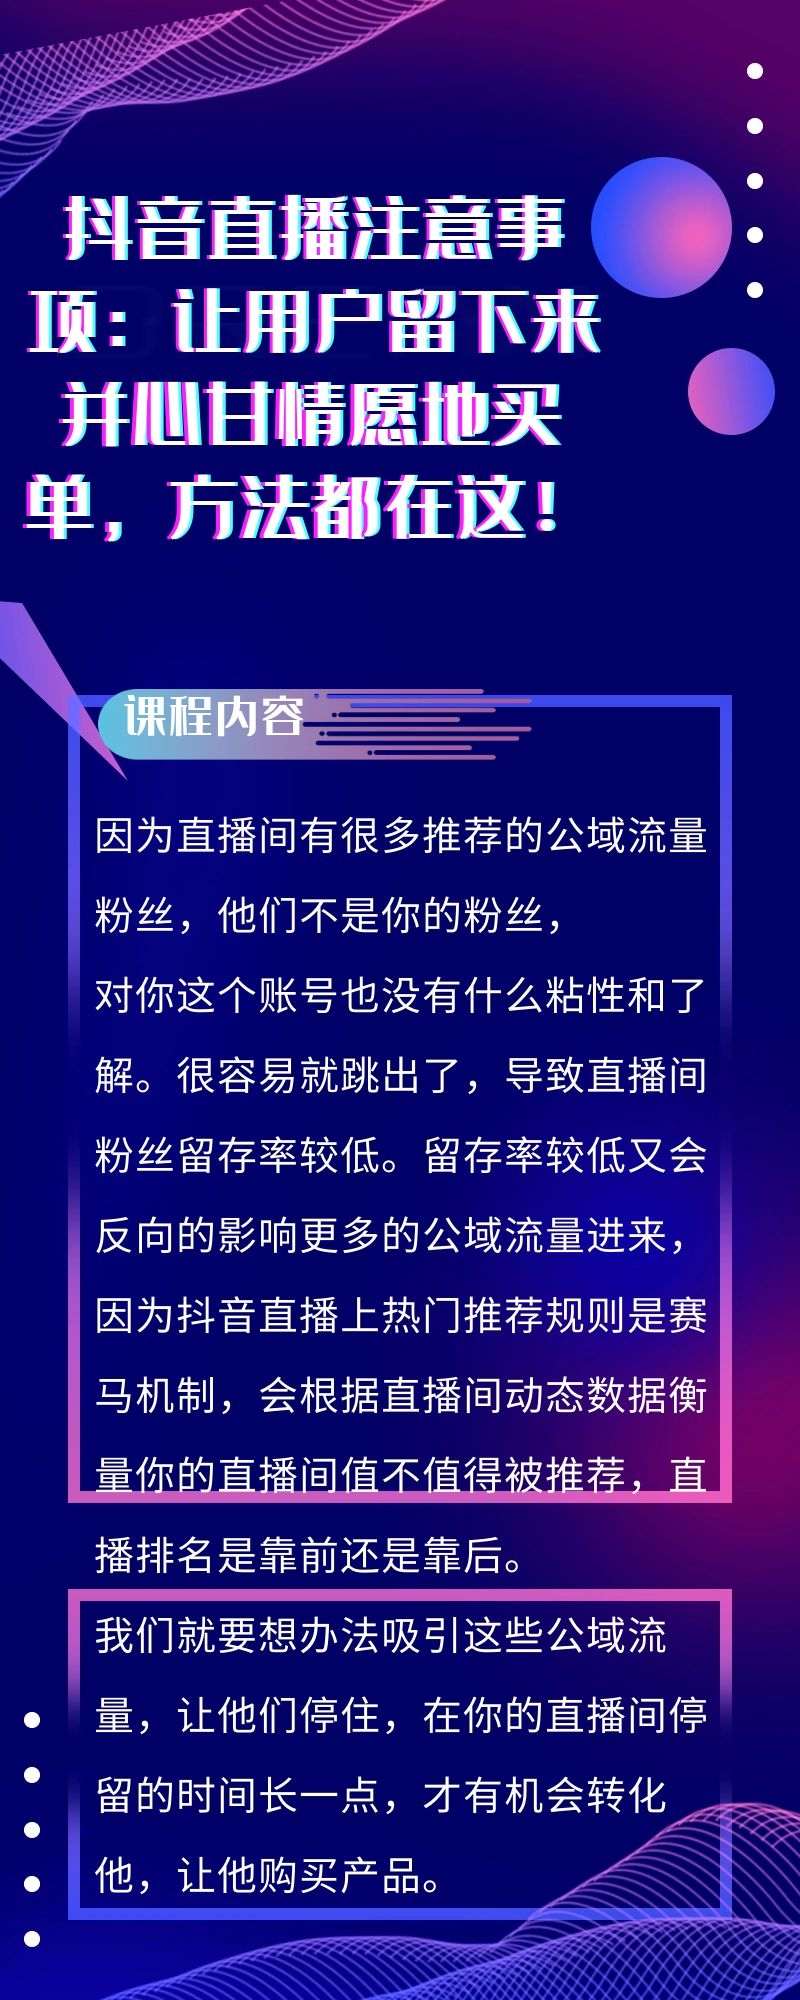 抖音直播注意事
项：让用户留下来
并心甘情愿地买
单，方法都在这！
课程内容
因为直播间有很多推荐的公域流量
粉丝，他们不是你的粉丝，
对你这个账号也没有什么粘性和了
解。很容易就跳出了，导致直播间
粉丝留存率较低。留存率较低又会
反向的影响更多的公域流量进来，
因为抖音直播上热门推荐规则是赛
马机制，会根据直播间动态数据衡
量你的直播间值不值得被推荐，直
播排名是靠前还是靠后。
我们就要想办法吸引这些公域流
量，让他们停住，在你的直播间停
留的时间长一点，才有机会转化
他，让他购买产品。